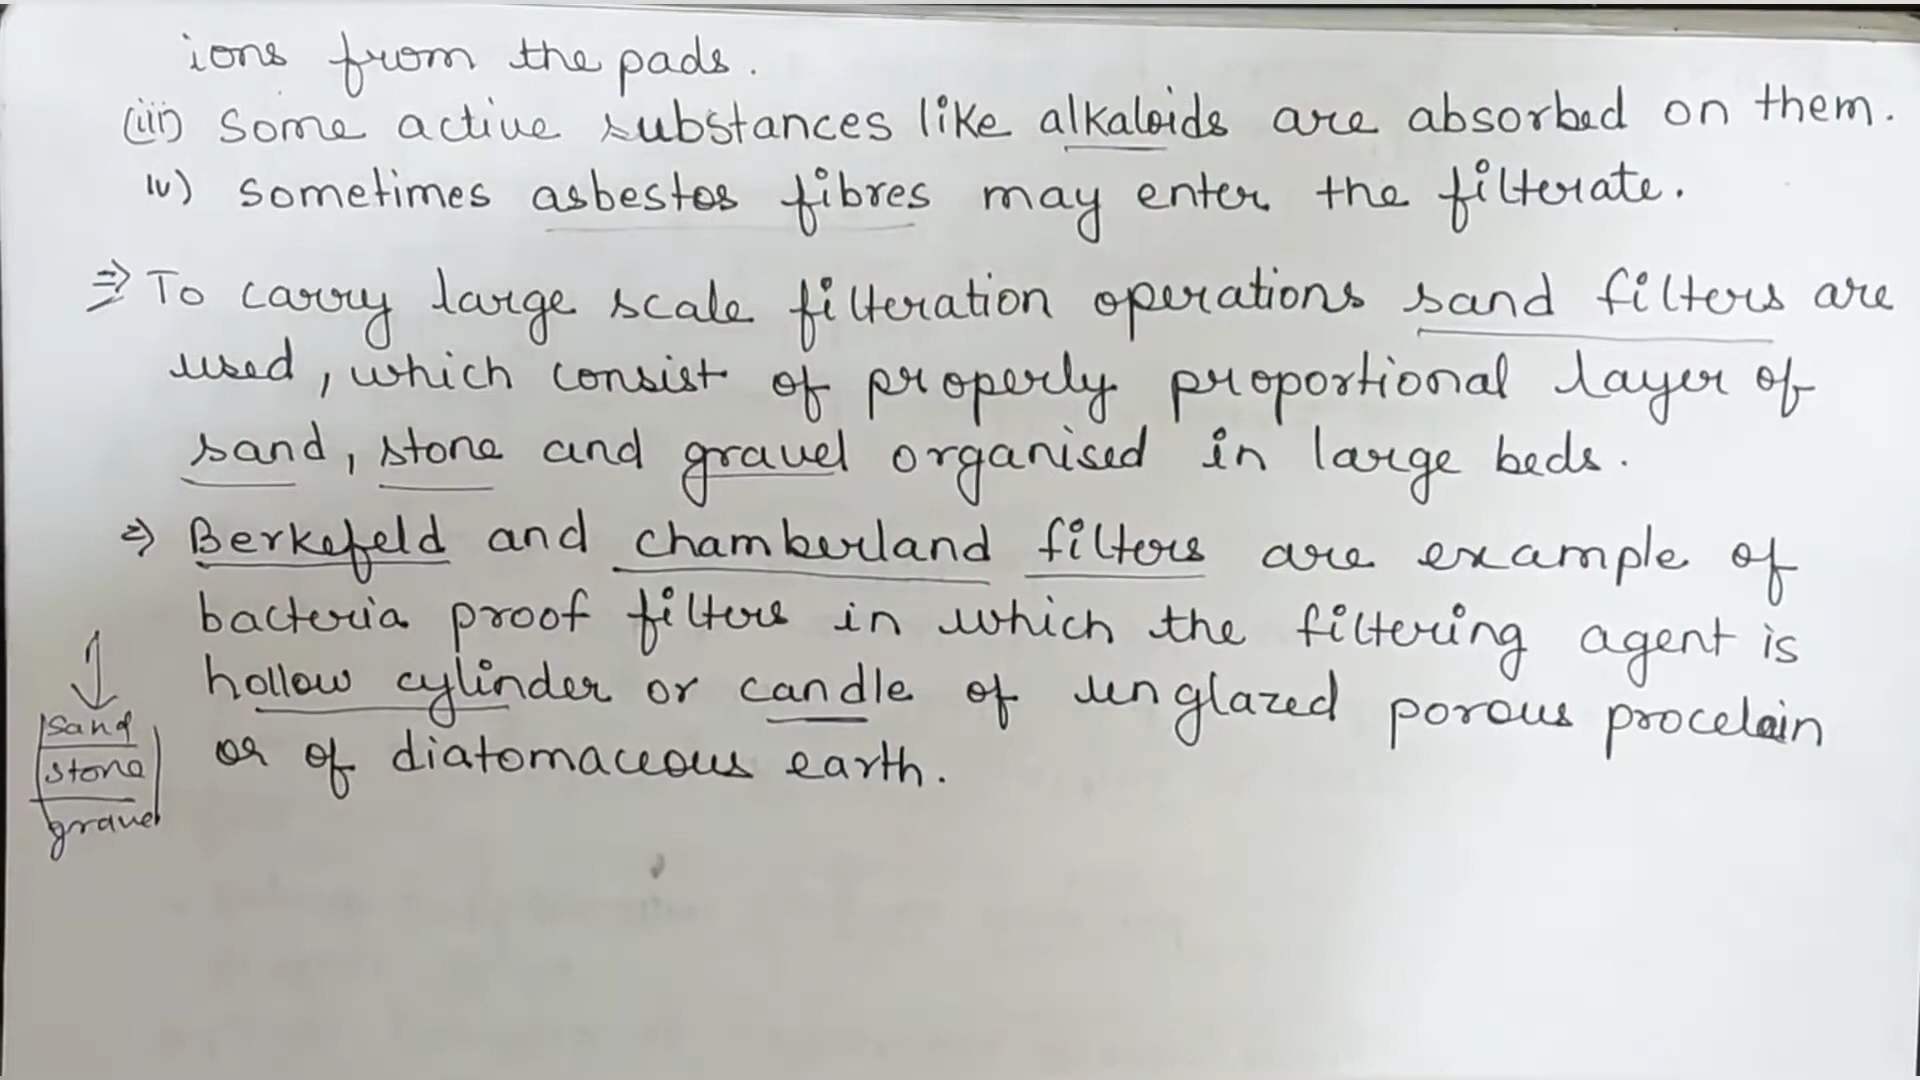 ions from the pads.
(iii) Some active substances like alkaloids are absorbed on them.
iv) sometimes asbestos fibres may enter the filterate.
⇒ To carry large scale filteration operations sand filters are
used, which consist of properly proportional layer of
sand, stone and gravel organised in large beds.
⇒ Berkefeld and chamberland filters are example of
bacteria proof filters in which the filtering agent is
hollow cylinder or candle of unglazed porous procelain
or of diatomaceous earth.
sand
stone
gravel